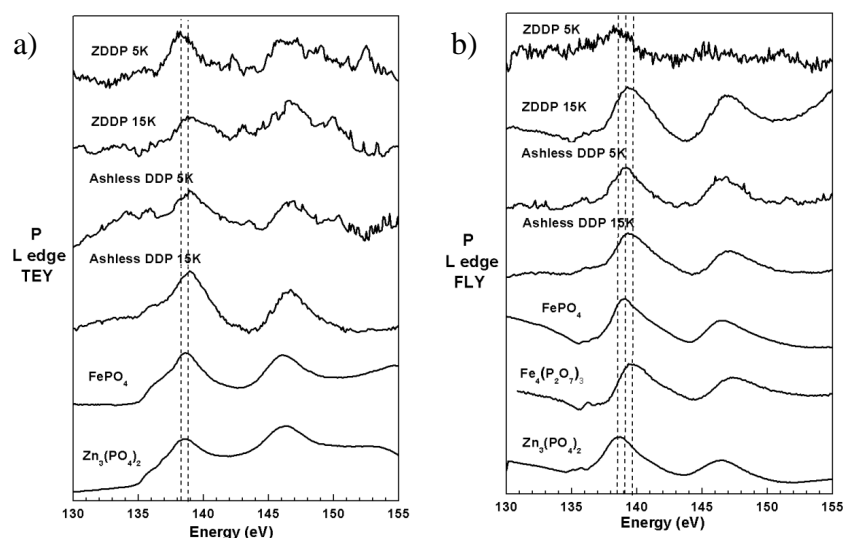 a)
ZDDP 5K
ZDDP 15K
Ashless DDP 5K
P
L edge
TEY
Ashless DDP 15K
FePO₄
Zn₃(PO₄)₂
130 135 140 145 150 155
Energy (eV)
b)
ZDDP 5K
ZDDP 15K
Ashless DDP 5K
Ashless DDP 15K
P
L edge
FLY
FePO₄
Fe₄(P₂O₇)₃
Zn₃(PO₄)₂
130 135 140 145 150 155
Energy (eV)